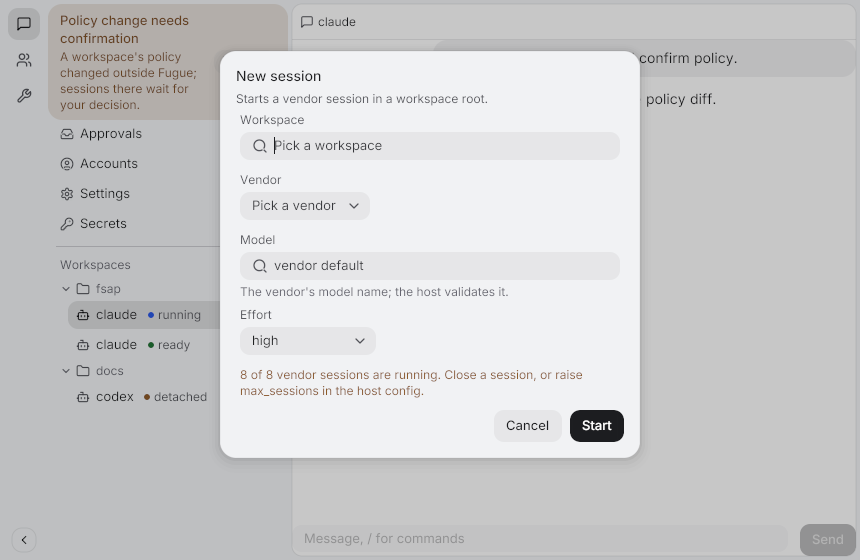 Policy change needs
confirmation
A workspace's policy
changed outside Fugue;
sessions there wait for
your decision.
Approvals
Accounts
Settings
Secrets
Workspaces
fsap
claude running
claude ready
docs
codex detached
claude
confirm policy.
policy diff.
New session
Starts a vendor session in a workspace root.
Workspace
Pick a workspace
Vendor
Pick a vendor
Model
vendor default
The vendor's model name; the host validates it.
Effort
high
8 of 8 vendor sessions are running. Close a session, or raise
max_sessions in the host config.
Cancel
Start
Message, / for commands
Send